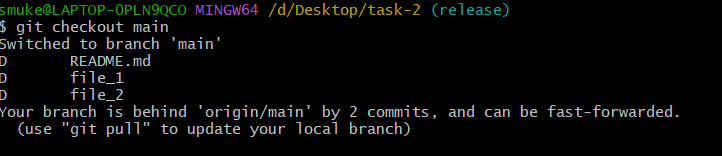 smuke@LAPTOP-OPLN9QCO MINGW64 /d/Desktop/task-2 (release)
$ git checkout main
Switched to branch 'main'
D       README.md
D       file_1
D       file_2
Your branch is behind 'origin/main' by 2 commits, and can be fast-forwarded.
  (use "git pull" to update your local branch)